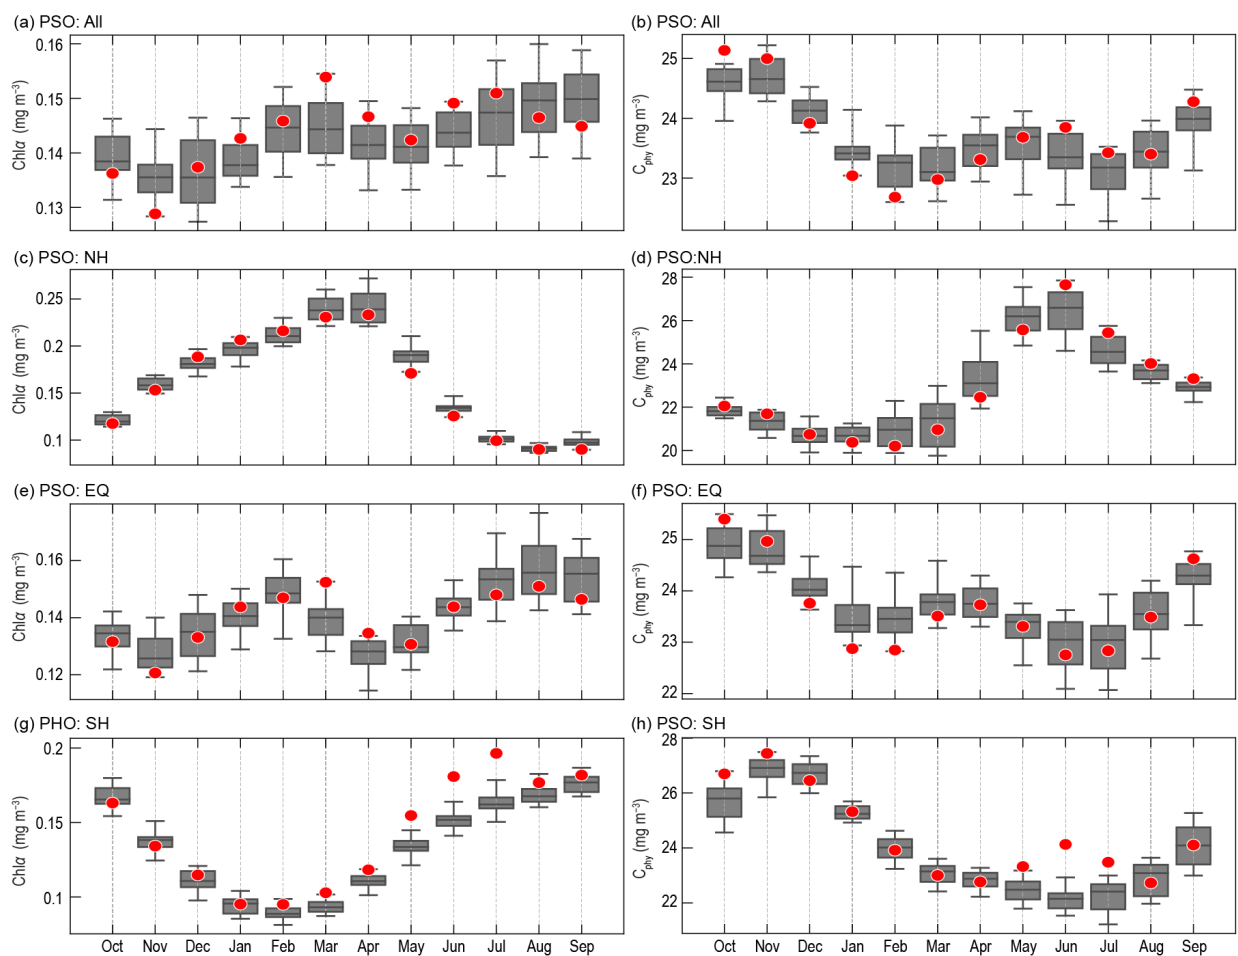 (a) PSO: All
(b) PSO: All
Chlα (mg m⁻³)
0.16
0.15
0.14
0.13
C_phy (mg m⁻³)
25
24
23
(c) PSO: NH
(d) PSO:NH
Chlα (mg m⁻³)
0.25
0.2
0.15
0.1
C_phy (mg m⁻³)
28
26
24
22
20
(e) PSO: EQ
(f) PSO: EQ
Chlα (mg m⁻³)
0.16
0.14
0.12
C_phy (mg m⁻³)
25
24
23
22
(g) PHO: SH
(h) PSO: SH
Chlα (mg m⁻³)
0.2
0.15
0.1
C_phy (mg m⁻³)
28
26
24
22
Oct Nov Dec Jan Feb Mar Apr May Jun Jul Aug Sep
Oct Nov Dec Jan Feb Mar Apr May Jun Jul Aug Sep